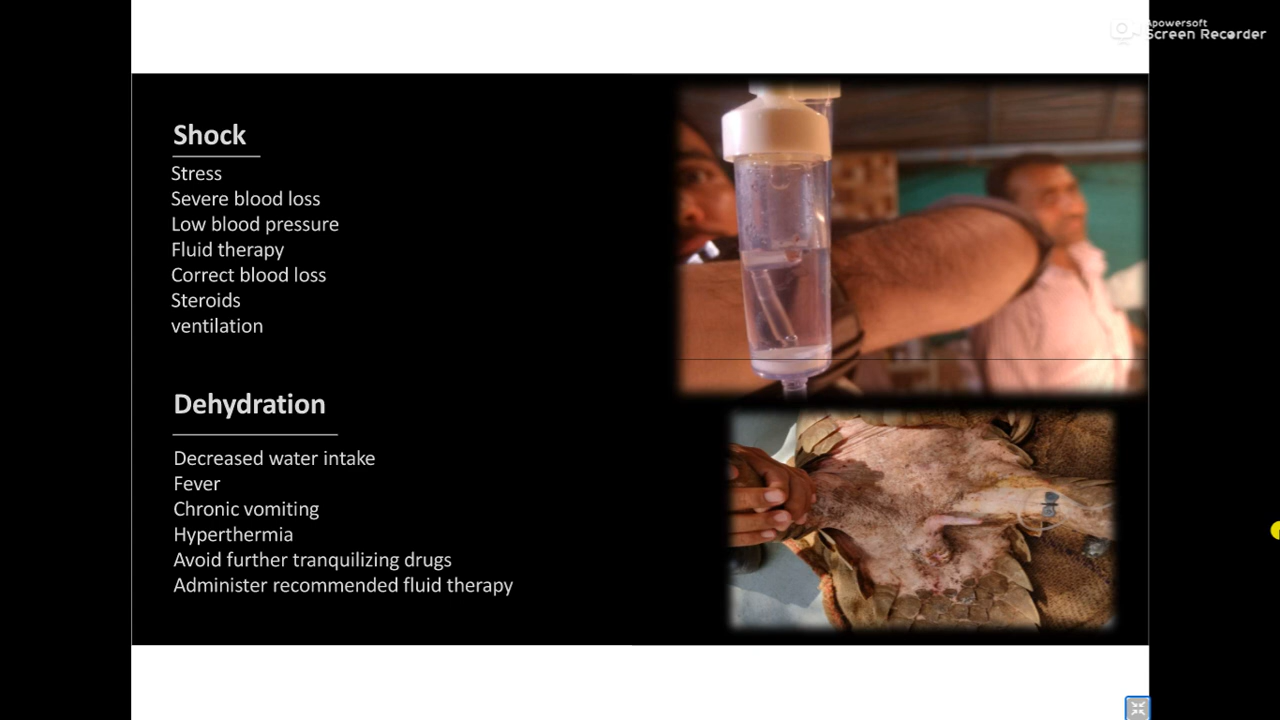 Apowersoft
Screen Recorder
Shock
Stress
Severe blood loss
Low blood pressure
Fluid therapy
Correct blood loss
Steroids
ventilation
Dehydration
Decreased water intake
Fever
Chronic vomiting
Hyperthermia
Avoid further tranquilizing drugs
Administer recommended fluid therapy